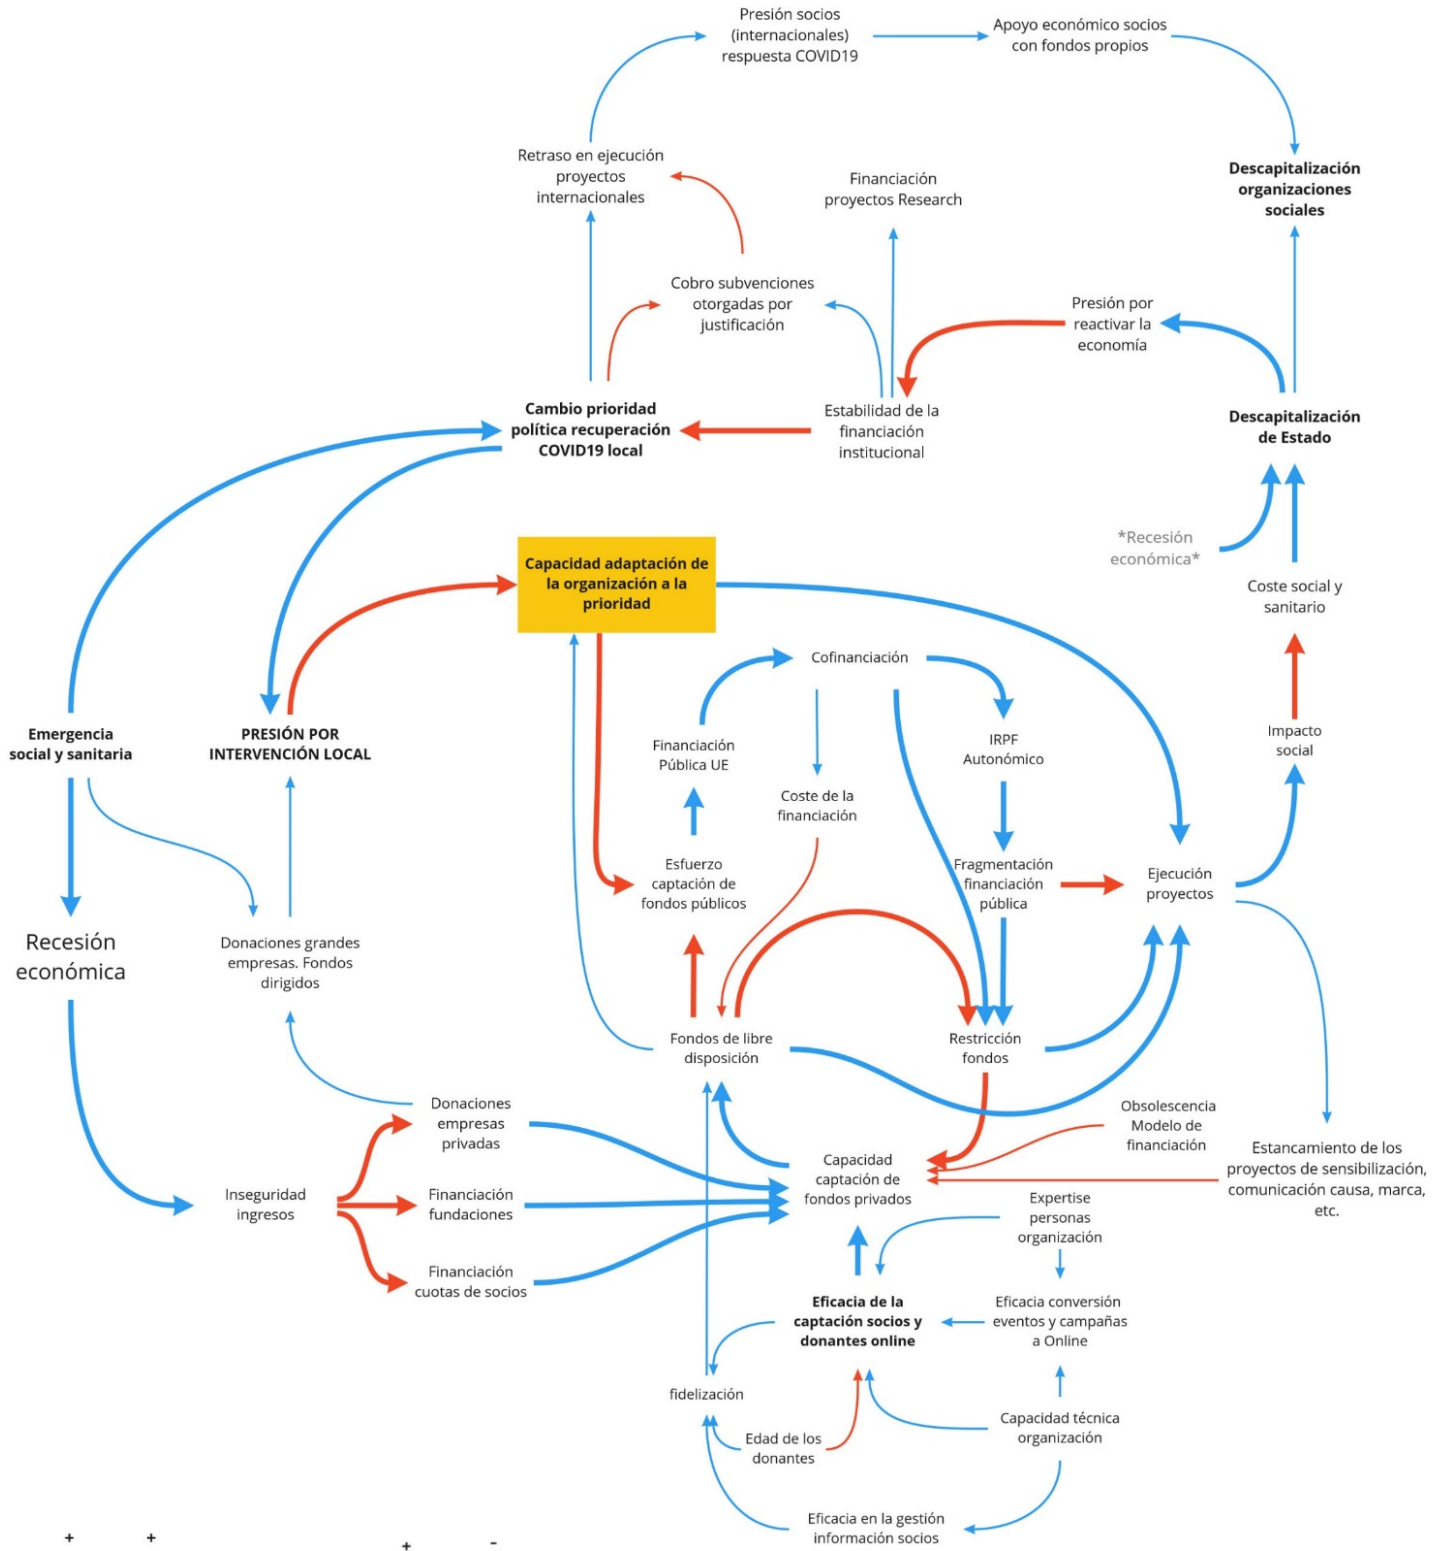 Presión socios
(internacionales)
respuesta COVID19
Apoyo económico socios
con fondos propios
Retraso en ejecución
proyectos
internacionales
Financiación
proyectos Research
Descapitalización
organizaciones
sociales
Cobro subvenciones
otorgadas por
justificación
Presión por
reactivar la
economía
Cambio prioridad
política recuperación
COVID19 local
Estabilidad de la
financiación
institucional
Descapitalización
de Estado
*Recesión
económica*
Capacidad adaptación de
la organización a la
prioridad
Coste social y
sanitario
Cofinanciación
Emergencia
social y sanitaria
PRESIÓN POR
INTERVENCIÓN LOCAL
Financiación
Pública UE
IRPF
Autonómico
Impacto
social
Coste de la
financiación
Esfuerzo
captación de
fondos públicos
Fragmentación
financiación
pública
Ejecución
proyectos
Recesión
económica
Donaciones grandes
empresas. Fondos
dirigidos
Fondos de libre
disposición
Restricción
fondos
Donaciones
empresas
privadas
Obsolescencia
Modelo de
financiación
Estancamiento de los
proyectos de sensibilización,
comunicación causa, marca,
etc.
Capacidad
captación de
fondos privados
Inseguridad
ingresos
Financiación
fundaciones
Expertise
personas
organización
Financiación
cuotas de socios
Eficacia de la
captación socios y
donantes online
Eficacia conversión
eventos y campañas
a Online
fidelización
Edad de los
donantes
Capacidad técnica
organización
Eficacia en la gestión
información socios
+ + + -